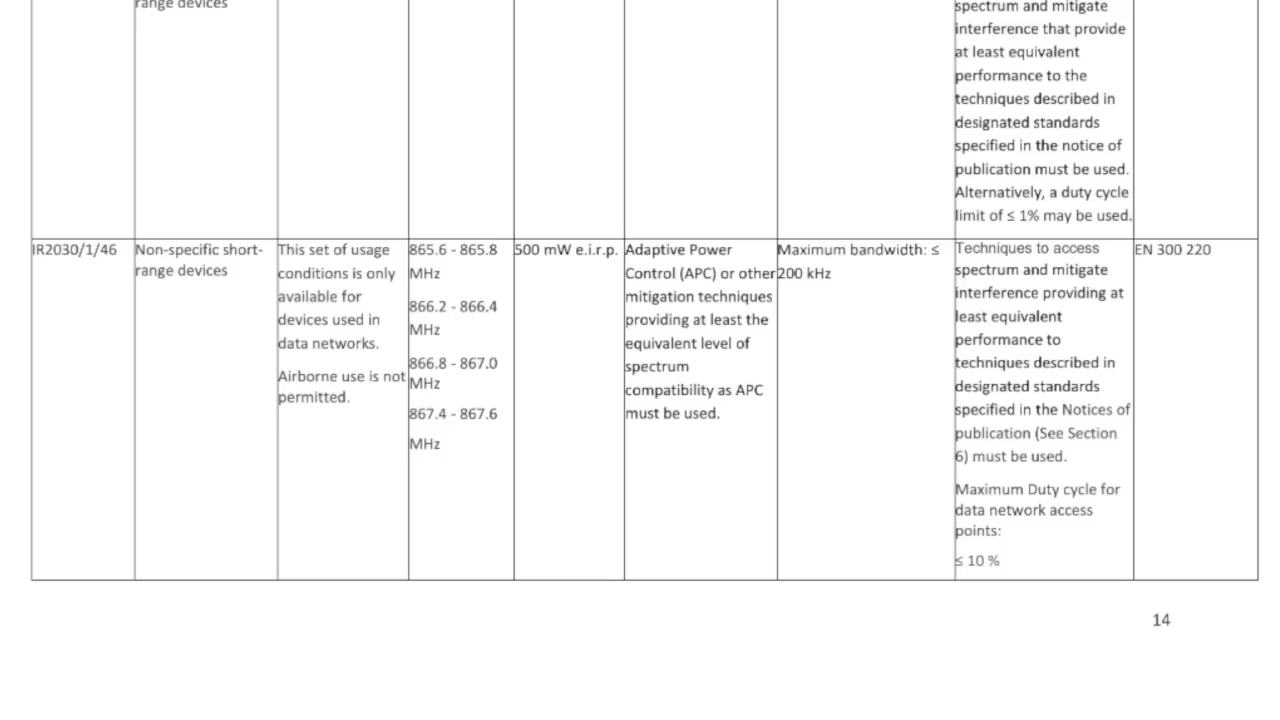 range devices
spectrum and mitigate
interference that provide
at least equivalent
performance to the
techniques described in
designated standards
specified in the notice of
publication must be used.
Alternatively, a duty cycle
limit of ≤ 1% may be used.
IR2030/1/46
Non-specific short-
range devices
This set of usage
conditions is only
available for
devices used in
data networks.
Airborne use is not
permitted.
865.6 - 865.8
MHz
866.2 - 866.4
MHz
866.8 - 867.0
MHz
867.4 - 867.6
MHz
500 mW e.i.r.p.
Adaptive Power
Control (APC) or other
mitigation techniques
providing at least the
equivalent level of
spectrum
compatibility as APC
must be used.
Maximum bandwidth: ≤
200 kHz
Techniques to access
spectrum and mitigate
interference providing at
least equivalent
performance to
techniques described in
designated standards
specified in the Notices of
publication (See Section
6) must be used.
Maximum Duty cycle for
data network access
points:
≤ 10 %
EN 300 220
14